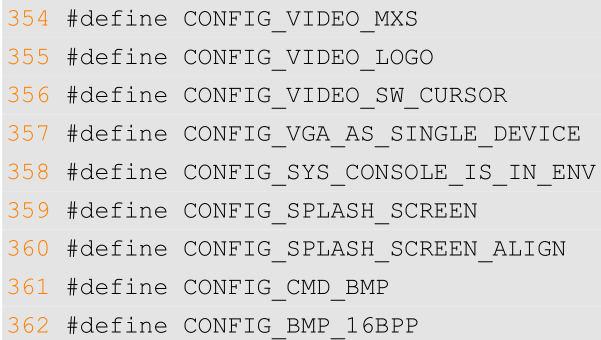 354 #define CONFIG_VIDEO_MXS
355 #define CONFIG_VIDEO_LOGO
356 #define CONFIG_VIDEO_SW_CURSOR
357 #define CONFIG_VGA_AS_SINGLE_DEVICE
358 #define CONFIG_SYS_CONSOLE_IS_IN_ENV
359 #define CONFIG_SPLASH_SCREEN
360 #define CONFIG_SPLASH_SCREEN_ALIGN
361 #define CONFIG_CMD_BMP
362 #define CONFIG_BMP_16BPP